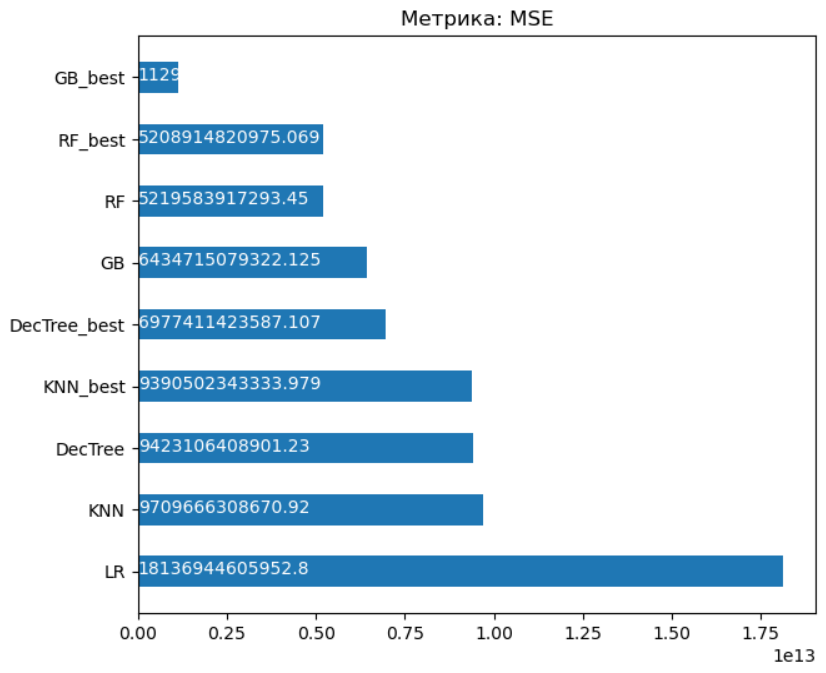 Метрика: MSE
GB_best
1129
RF_best
5208914820975.069
RF
5219583917293.45
GB
6434715079322.125
DecTree_best
6977411423587.107
KNN_best
9390502343333.979
DecTree
9423106408901.23
KNN
9709666308670.92
LR
18136944605952.8
0.00 0.25 0.50 0.75 1.00 1.25 1.50 1.75
1e13